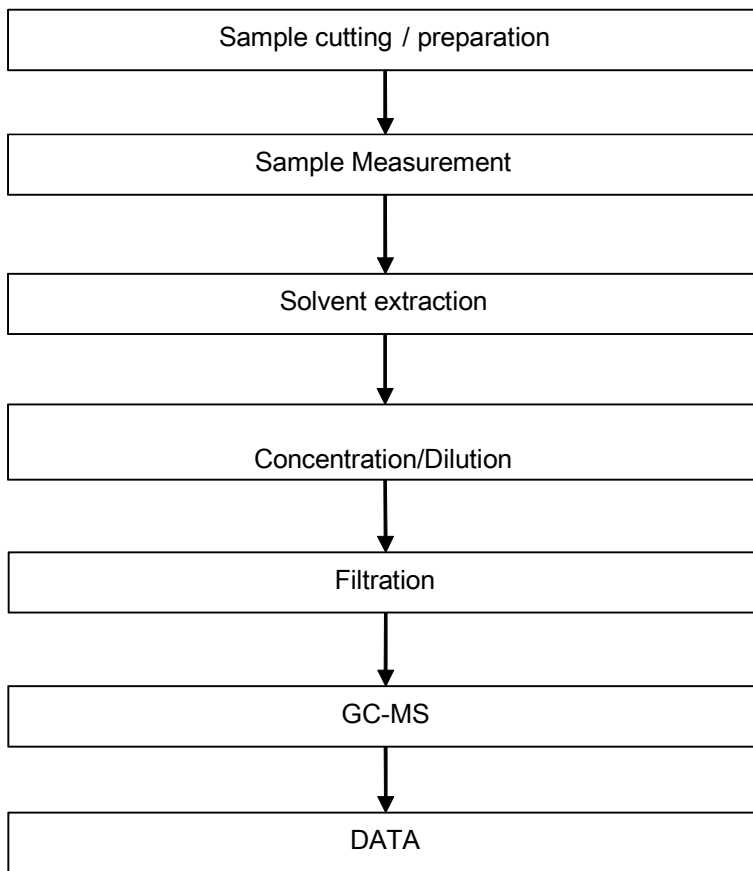 Sample cutting / preparation
Sample Measurement
Solvent extraction
Concentration/Dilution
Filtration
GC-MS
DATA